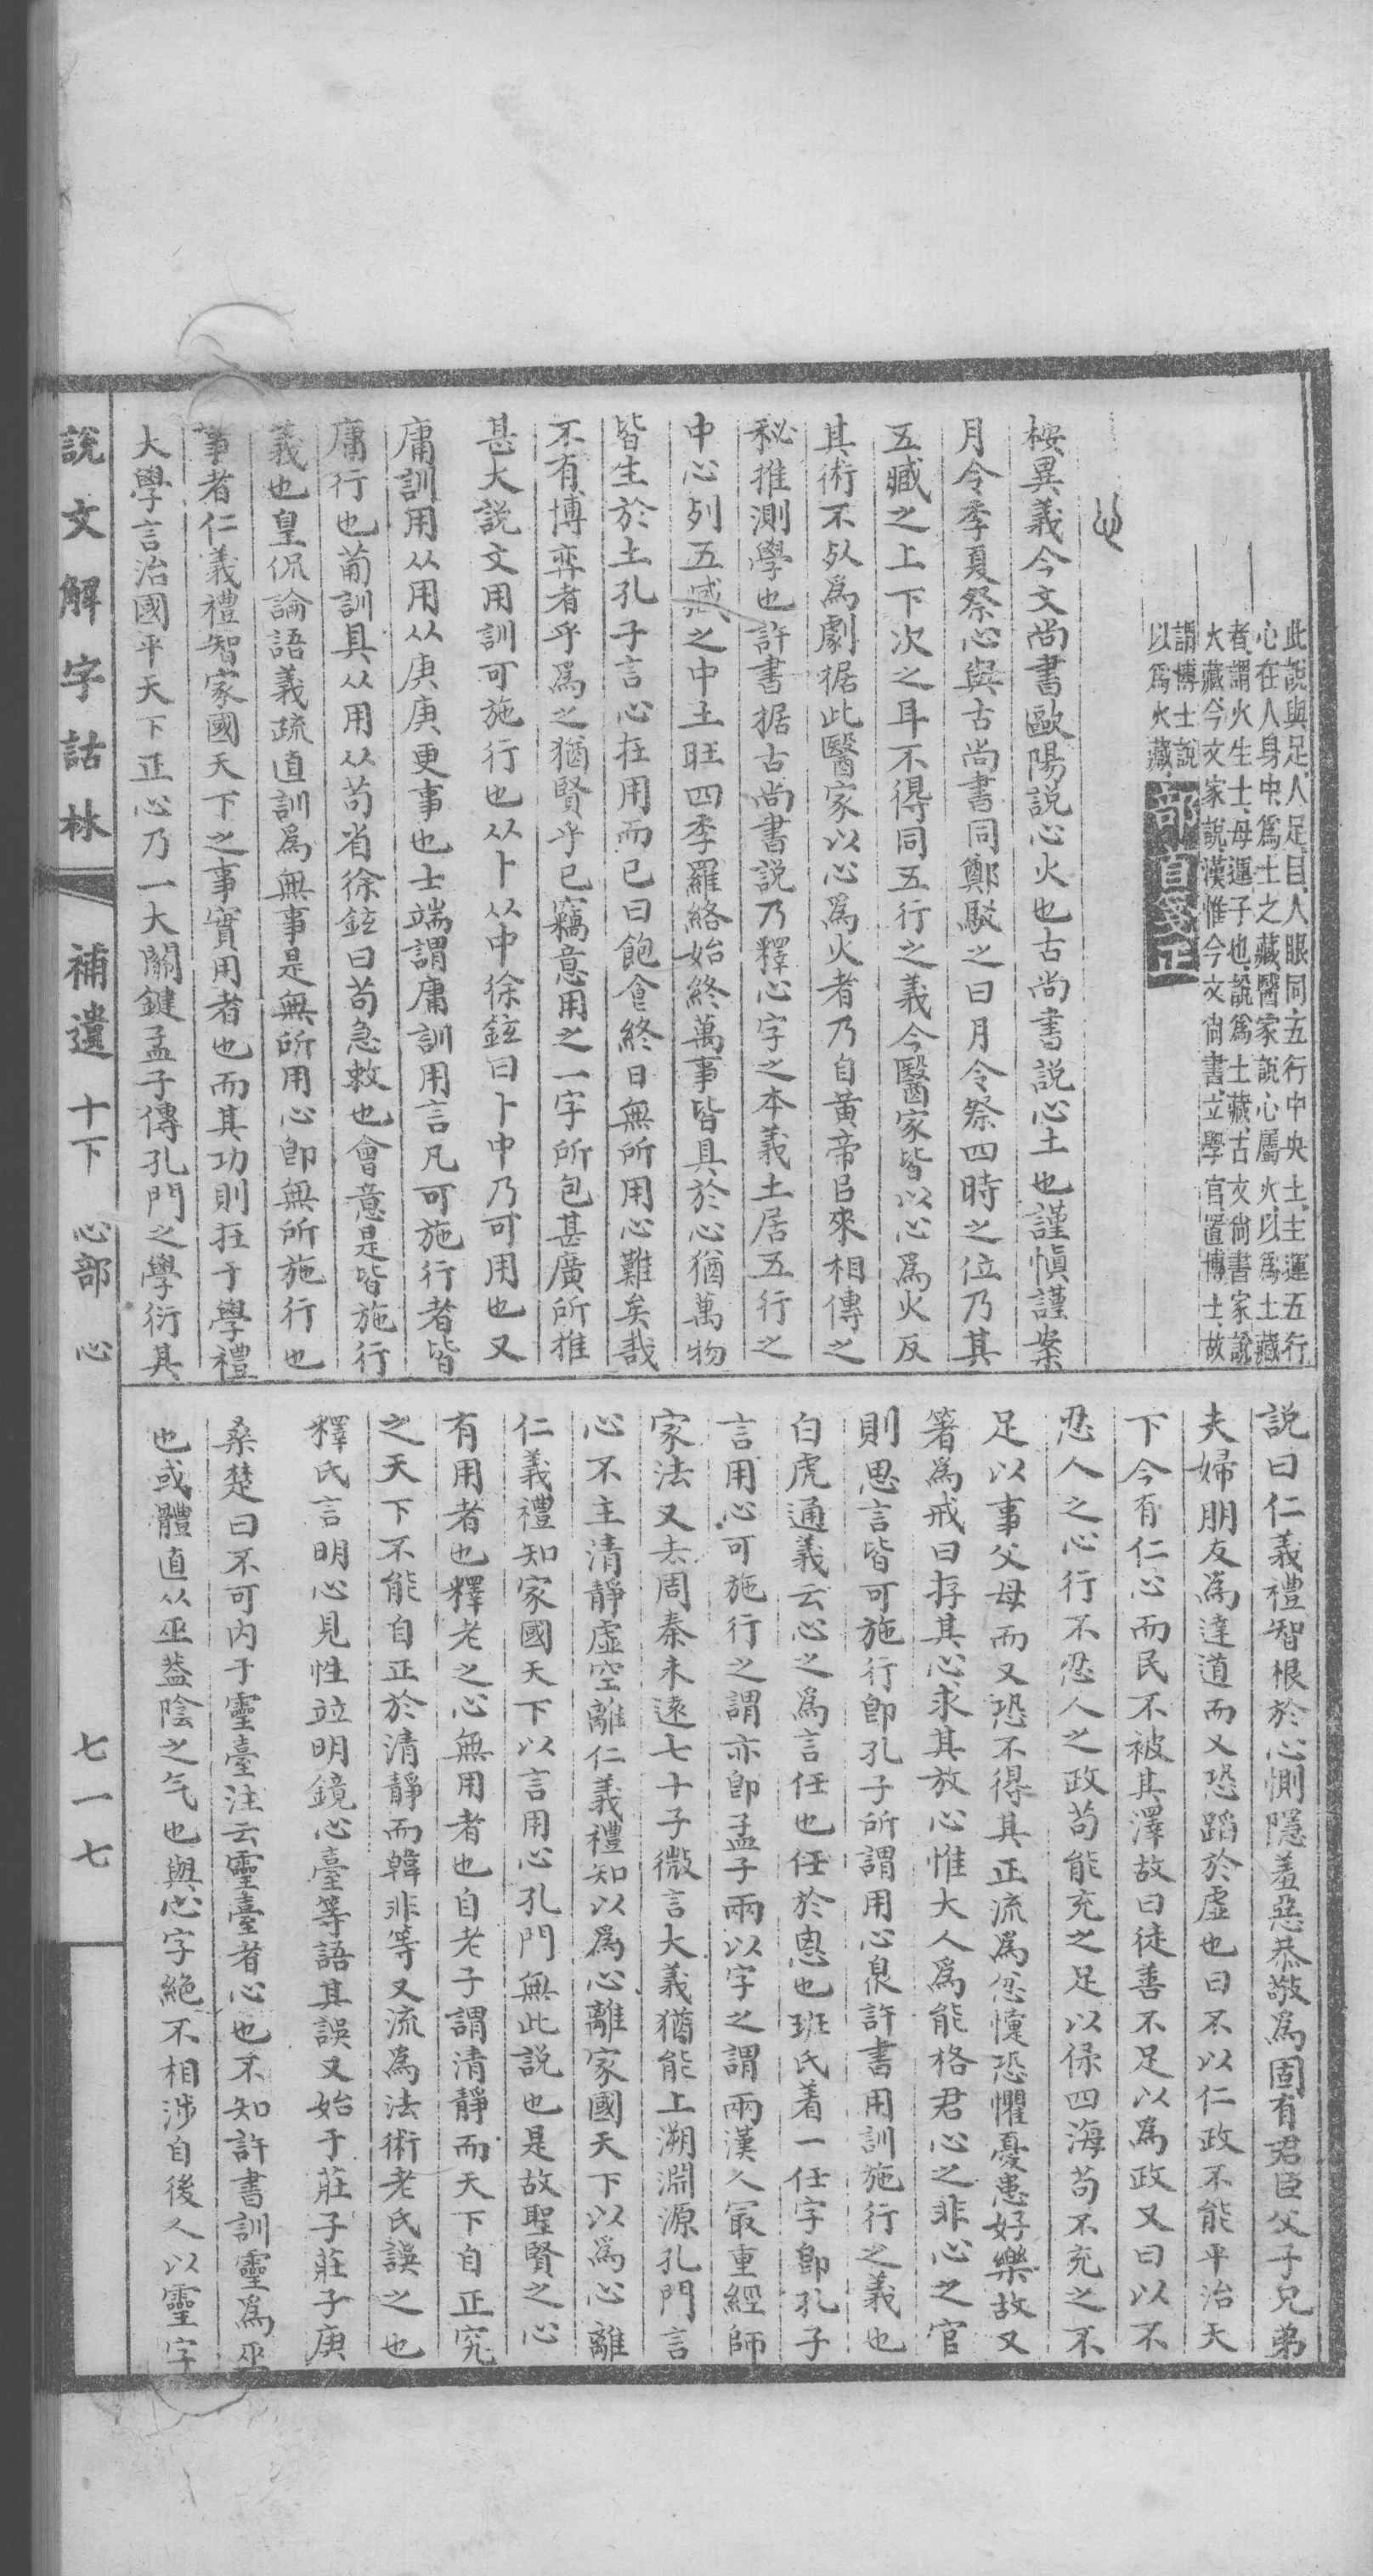 此說與足人足目人眼同五行中央土主運五行
心在人身中爲土之藏醫家說心屬火以爲土藏
者謂火生土母運子也說爲土藏古文尙書家說
火藏今文家說漢惟今文尙書立學官置博士故
謂博士說
以爲火藏
部首箋正
桉異義今文尚書歐陽說心火也古尚書說心土也謹愼謹案
月令季夏祭心與古尚書同鄭駁之曰月令祭四時之位乃其
五臧之上下次之耳不得同五行之義今醫家皆以心爲火反
其術不㱾爲劇据此醫家以心爲火者乃自黃帝㠯來相傳之
秘推測學也許書据古尚書說乃釋心字之本義土居五行之
中心列五臧之中土旺四季羅絡始終萬事皆具於心猶萬物
皆生於土孔子言心在用而已曰飽食終日無所用心難矣哉
不有博弈者乎爲之猶賢乎已竊意用之一字所包甚廣所推
甚大說文用訓可施行也从卜从中徐鉉曰卜中乃可用也又
庸訓用从用从庚庚更事也士端謂庸訓用言凡可施行者皆
庸行也葡訓具从用从苟省徐鉉曰苟急敕也會意是皆施行
義也皇侃論語義疏直訓爲無事是無所用心卽無所施行也
事者仁義禮智家國天下之事實用者也而其功則在于學禮
大學言治國平天下正心乃一大關鍵孟子傳孔門之學衍其
說曰仁義禮智根於心惻隱羞惡恭敬爲固有君臣父子兄弟
夫婦朋友爲達道而又恐蹈於虛也曰不以仁政不能平治天
下今有仁心而民不被其澤故曰徒善不足以爲政又曰以不
忍人之心行不忍人之政苟能充之足以保四海苟不充之不
足以事父母而又恐不得其正流爲忿懥恐懼憂患好樂故又
箸爲戒曰存其心求其放心惟大人爲能格君心之非心之官
則思言皆可施行卽孔子所謂用心㫐許書用訓施行之義也
白虎通義云心之爲言任也任於恩也班氏着一任字卽孔子
言用心可施行之謂亦卽孟子兩以字之謂兩漢人㝡重經師
家法又去周秦未遠七十子微言大義猶能上溯淵源孔門言
心不主清靜虛空離仁義禮知以爲心離家國天下以爲心離
仁義禮知家國天下以言用心孔門無此說也是故聖賢之心
有用者也釋老之心無用者也自老子謂清靜而天下自正究
之天下不能自正於清靜而韓非等又流爲法術老氏誤之也
釋氏言明心見性竝明鏡心臺等語其誤又始于莊子莊子庚
桑楚曰不可內于靈臺注云靈臺者心也不知許書訓靈爲巫
也或體直从巫葢陰之气也與心字絕不相涉自後人以靈字
說文解字詁林 補遺 十下 心部 心 七一七